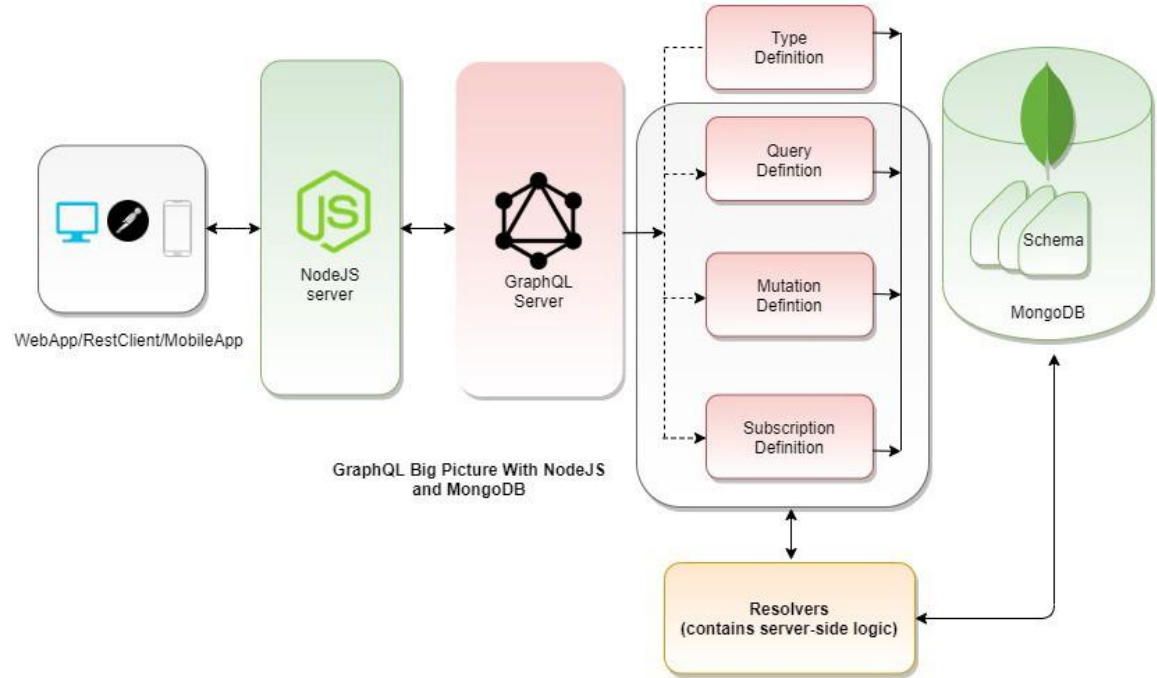 Type
Definition
Query
Defintion
Mutation
Defintion
Subscription
Definition
JS
NodeJS
server
GraphQL
Server
WebApp/RestClient/MobileApp
Schema
MongoDB
GraphQL Big Picture With NodeJS
and MongoDB
Resolvers
(contains server-side logic)